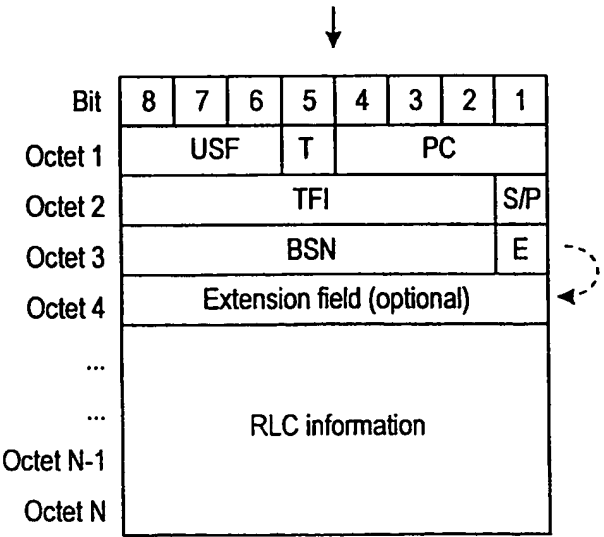 Bit 8 7 6 5 4 3 2 1
Octet 1 USF T PC
Octet 2 TFI S/P
Octet 3 BSN E
Octet 4 Extension field (optional)
...
...
RLC information
Octet N-1
Octet N